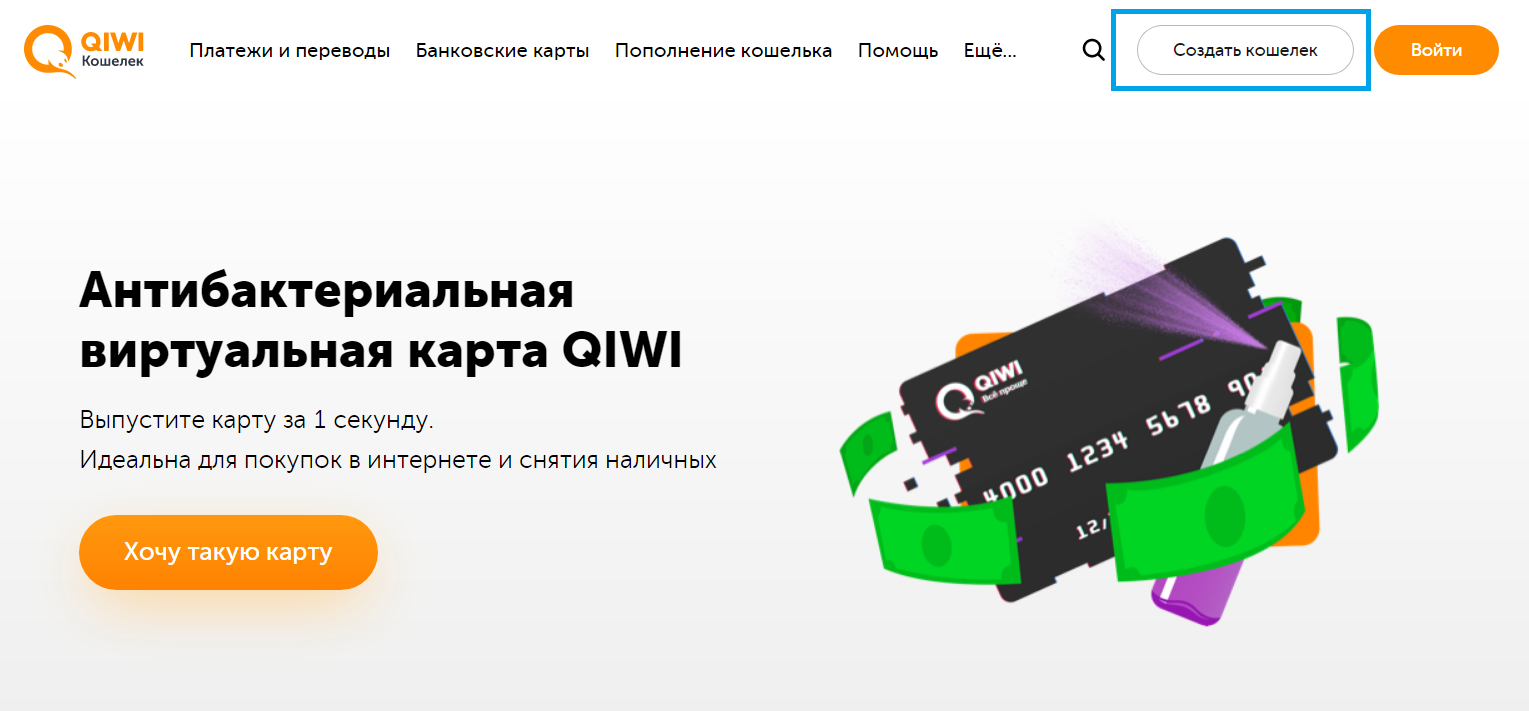 QIWI
Кошелек
Платежи и переводы
Банковские карты
Пополнение кошелька
Помощь
Ещё...
Создать кошелек
Войти
Антибактериальная
виртуальная карта QIWI
Выпустите карту за 1 секунду.
Идеальна для покупок в интернете и снятия наличных
Хочу такую карту
QIWI
Всё проще
4000 1234 5678 90
12/